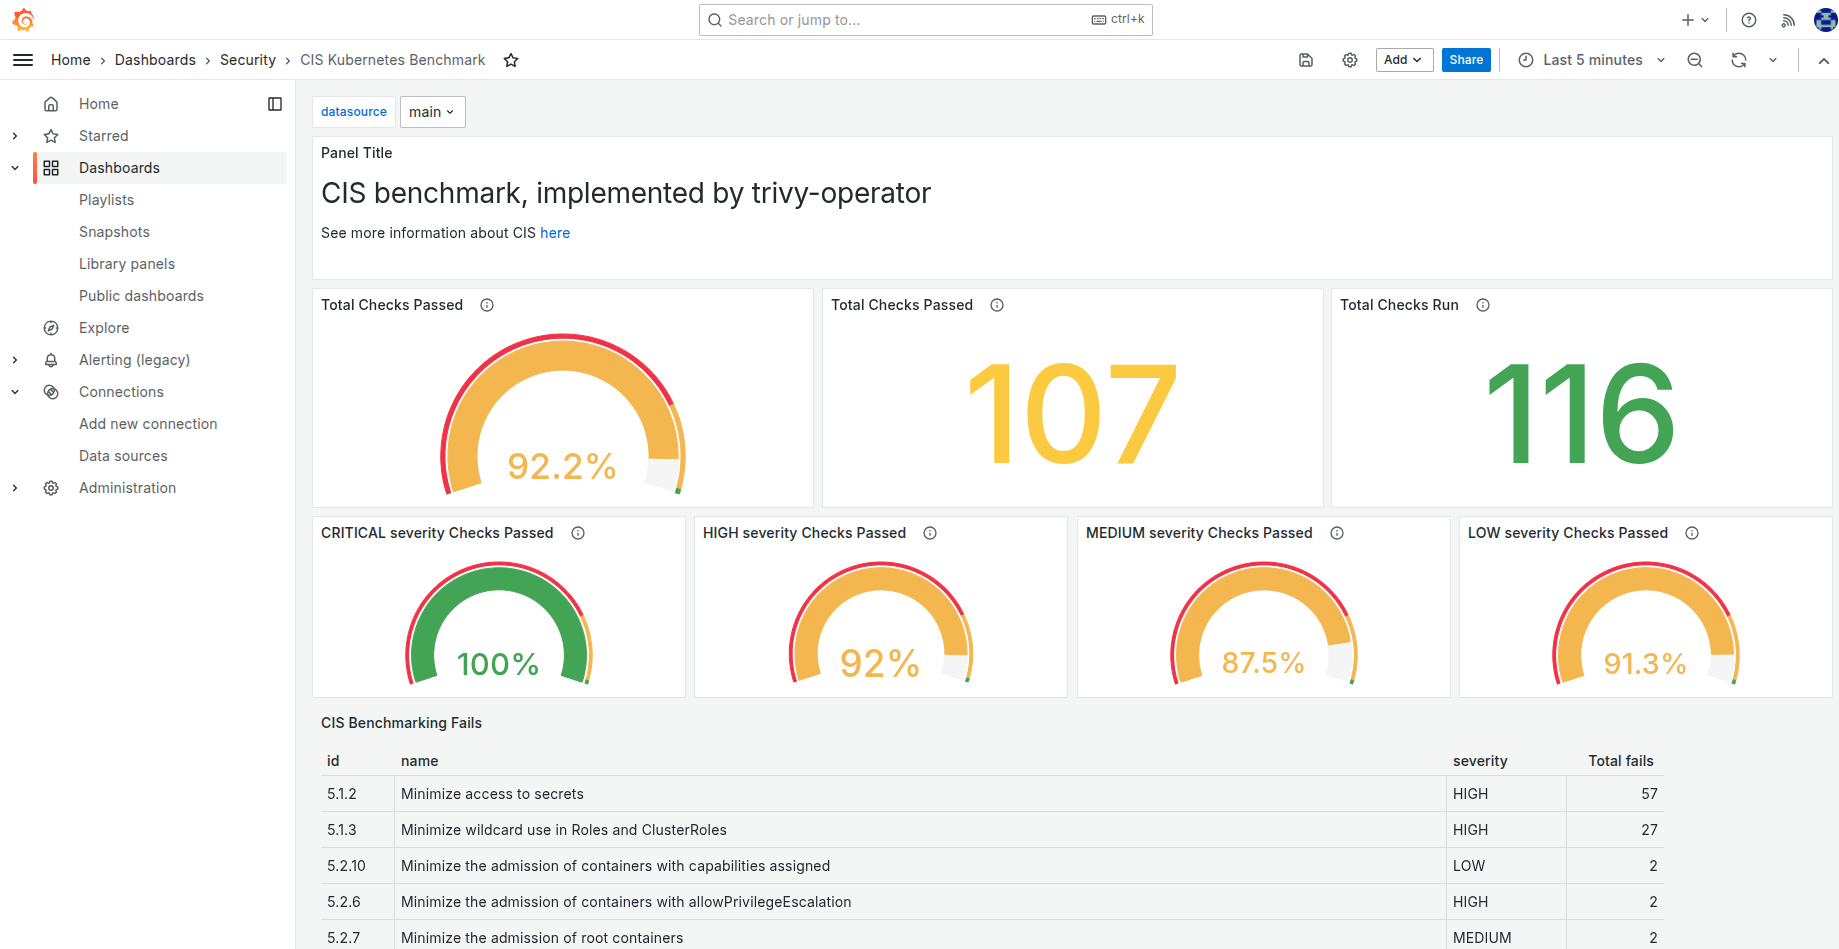 Search or jump to... ctrl+k
Home › Dashboards › Security › CIS Kubernetes Benchmark
Add
Share
Last 5 minutes
Home
Starred
Dashboards
Playlists
Snapshots
Library panels
Public dashboards
Explore
Alerting (legacy)
Connections
Add new connection
Data sources
Administration
datasource main
Panel Title
CIS benchmark, implemented by trivy-operator
See more information about CIS here
Total Checks Passed
92.2%
Total Checks Passed
107
Total Checks Run
116
CRITICAL severity Checks Passed
100%
HIGH severity Checks Passed
92%
MEDIUM severity Checks Passed
87.5%
LOW severity Checks Passed
91.3%
CIS Benchmarking Fails
id name severity Total fails
5.1.2 Minimize access to secrets HIGH 57
5.1.3 Minimize wildcard use in Roles and ClusterRoles HIGH 27
5.2.10 Minimize the admission of containers with capabilities assigned LOW 2
5.2.6 Minimize the admission of containers with allowPrivilegeEscalation HIGH 2
5.2.7 Minimize the admission of root containers MEDIUM 2